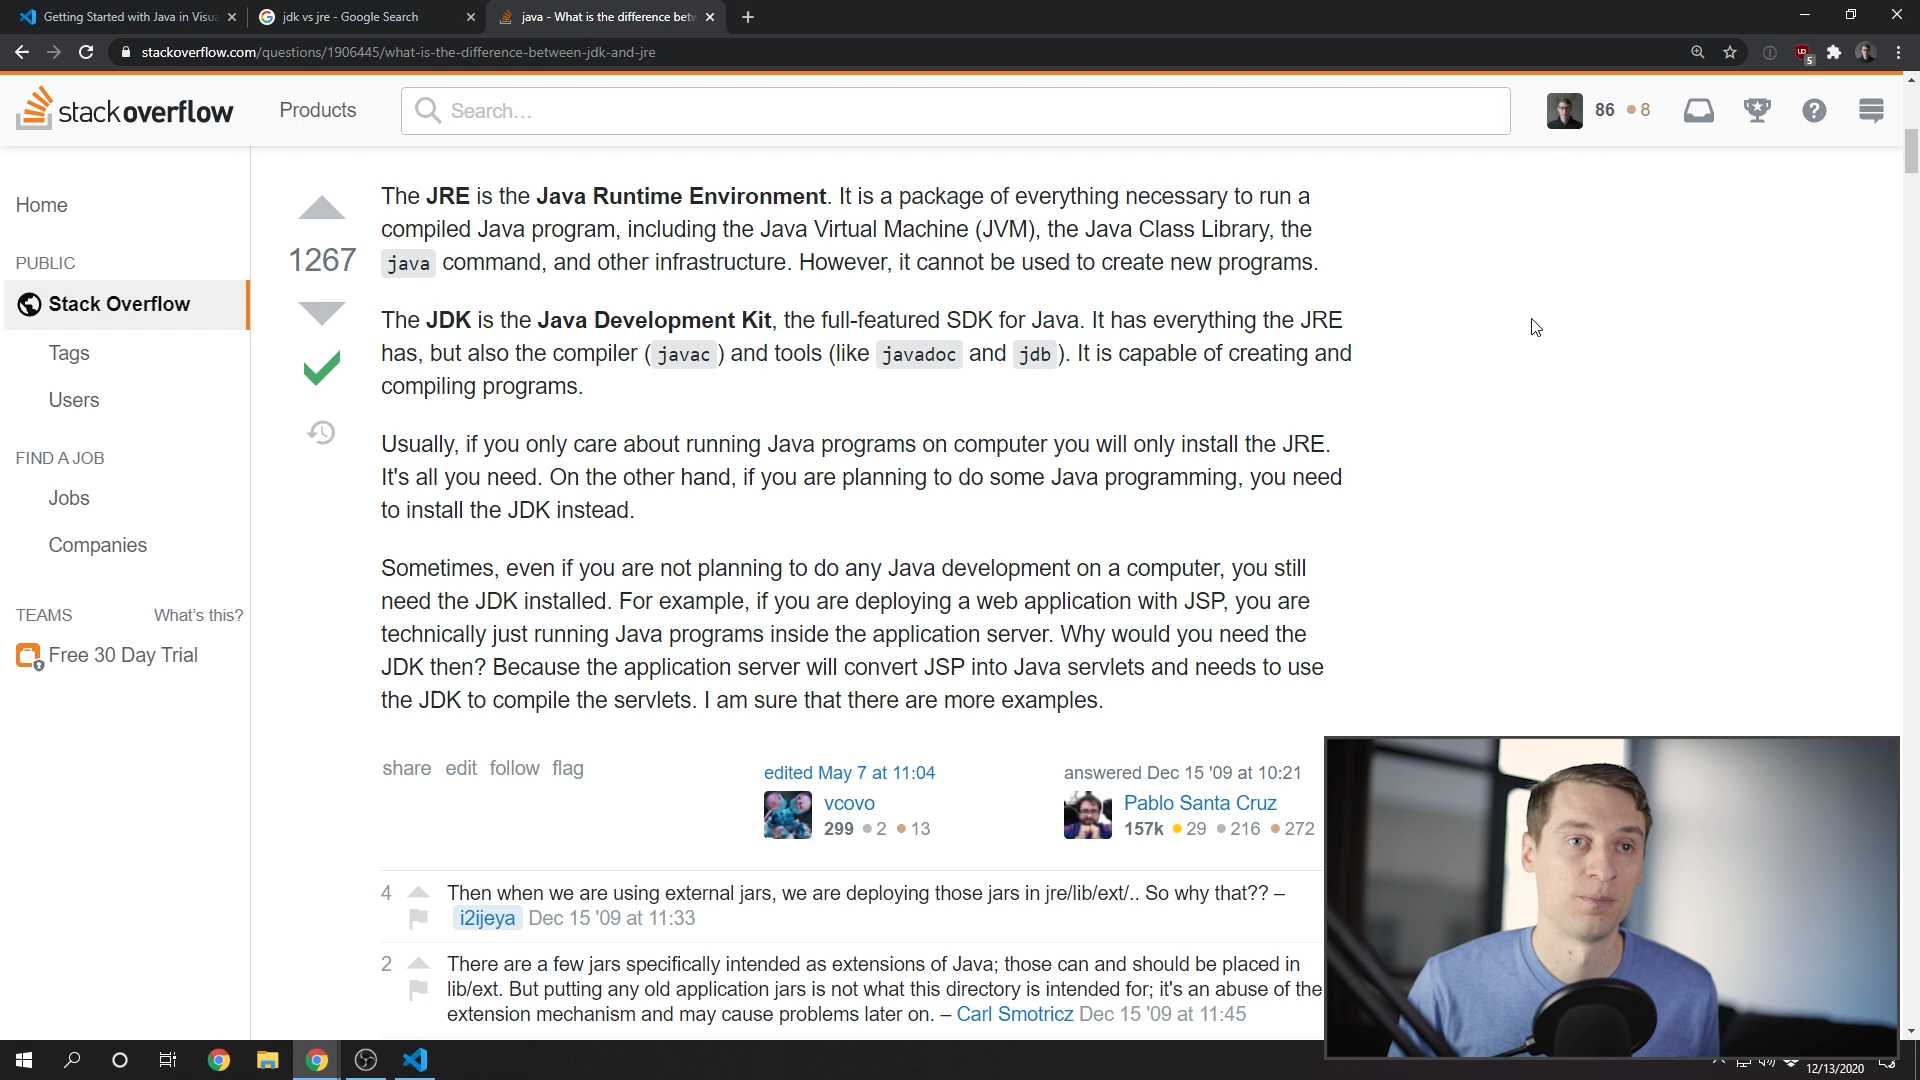 Getting Started with Java in Visua
jdk vs jre - Google Search
java - What is the difference betw
stackoverflow.com/questions/1906445/what-is-the-difference-between-jdk-and-jre
5
stackoverflow
Products
Search...
86 8
Home
PUBLIC
Stack Overflow
Tags
Users
FIND A JOB
Jobs
Companies
TEAMS What's this?
Free 30 Day Trial
1267
The JRE is the Java Runtime Environment. It is a package of everything necessary to run a
compiled Java program, including the Java Virtual Machine (JVM), the Java Class Library, the
java command, and other infrastructure. However, it cannot be used to create new programs.
The JDK is the Java Development Kit, the full-featured SDK for Java. It has everything the JRE
has, but also the compiler ( javac ) and tools (like javadoc and jdb ). It is capable of creating and
compiling programs.
Usually, if you only care about running Java programs on computer you will only install the JRE.
It's all you need. On the other hand, if you are planning to do some Java programming, you need
to install the JDK instead.
Sometimes, even if you are not planning to do any Java development on a computer, you still
need the JDK installed. For example, if you are deploying a web application with JSP, you are
technically just running Java programs inside the application server. Why would you need the
JDK then? Because the application server will convert JSP into Java servlets and needs to use
the JDK to compile the servlets. I am sure that there are more examples.
share edit follow flag
edited May 7 at 11:04
vcovo
299 2 13
answered Dec 15 '09 at 10:21
Pablo Santa Cruz
157k 29 216 272
4 Then when we are using external jars, we are deploying those jars in jre/lib/ext/.. So why that?? –
i2ijeya Dec 15 '09 at 11:33
2 There are a few jars specifically intended as extensions of Java; those can and should be placed in
lib/ext. But putting any old application jars is not what this directory is intended for; it's an abuse of the
extension mechanism and may cause problems later on. – Carl Smotricz Dec 15 '09 at 11:45
12/13/2020